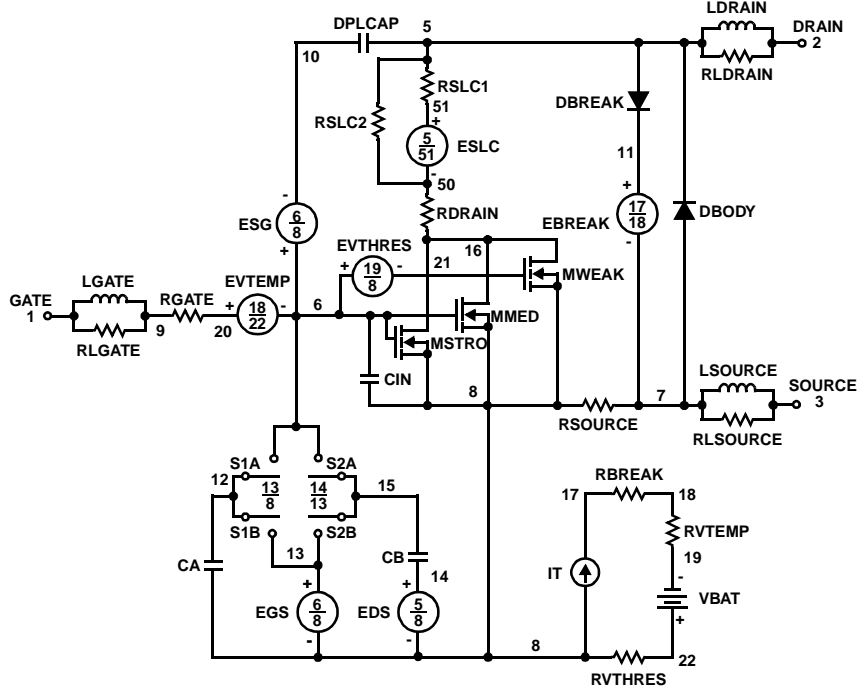 LDRAIN
DPLCAP
5
DRAIN
2
10
RLDRAIN
RSLC1
51
DBREAK
RSLC2
+
5
51
ESLC
11
-
50
-
+
17
18
EBREAK
DBODY
RDRAIN
6
8
ESG
+
EVTHRES
16
-
21
+
19
8
-
MWEAK
LGATE
EVTEMP
GATE
1
RGATE
+
18
22
-
6
MMED
9
20
MSTRO
RLGATE
LSOURCE
CIN
8
7
SOURCE
3
RSOURCE
RLSOURCE
S1A
S2A
12
13
8
14
13
15
RBREAK
17
18
S1B
S2B
RVTEMP
13
CB
19
CA
14
IT
-
+
+
VBAT
EGS
6
8
EDS
5
8
+
-
-
8
22
RVTHRES